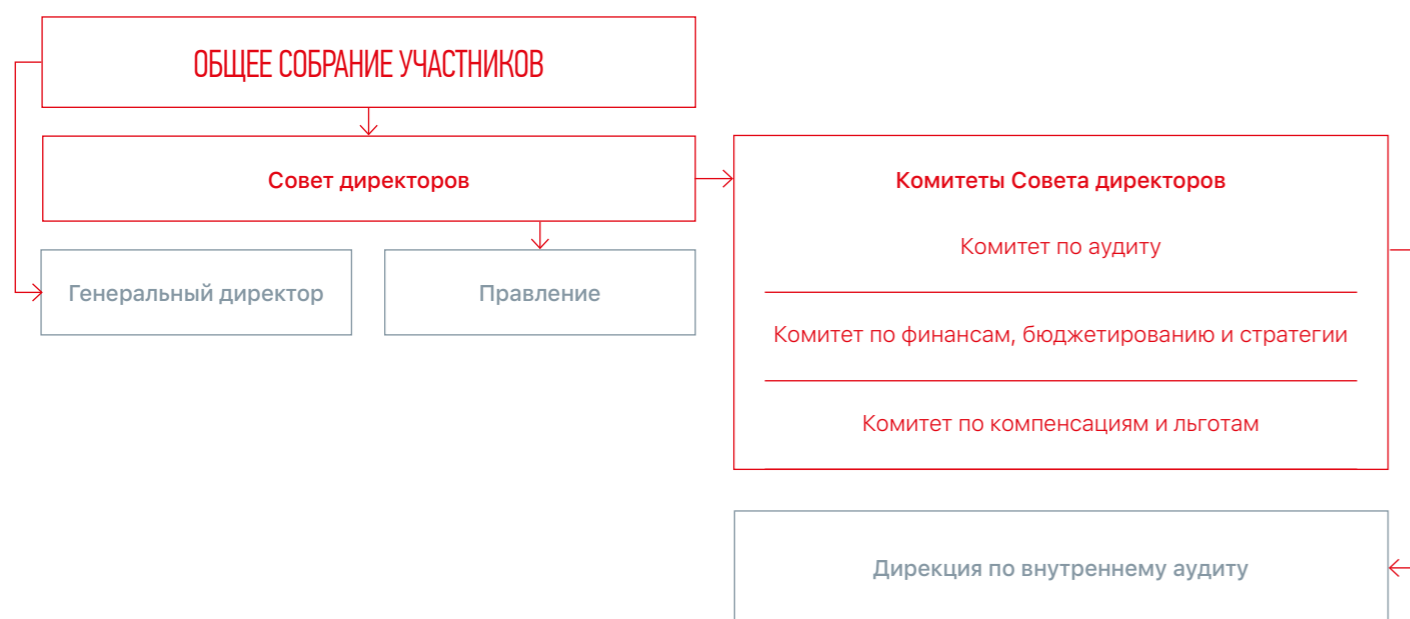 ОБЩЕЕ СОБРАНИЕ УЧАСТНИКОВ
Совет директоров
Генеральный директор
Правление
Комитеты Совета директоров
Комитет по аудиту
Комитет по финансам, бюджетированию и стратегии
Комитет по компенсациям и льготам
Дирекция по внутреннему аудиту